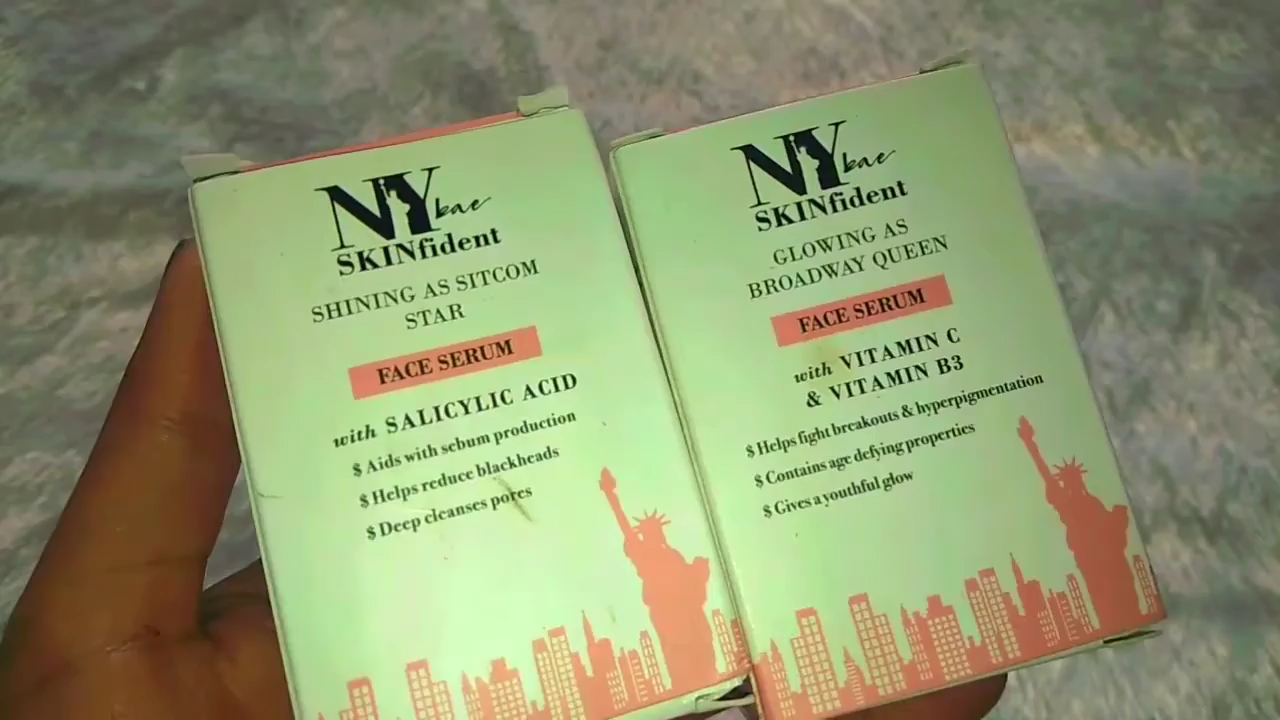 NY bae
SKINfident
SHINING AS SITCOM
STAR
FACE SERUM
with SALICYLIC ACID
$ Aids with sebum production
$ Helps reduce blackheads
$ Deep cleanses pores
NY bae
SKINfident
GLOWING AS
BROADWAY QUEEN
FACE SERUM
with VITAMIN C
& VITAMIN B3
$ Helps fight breakouts & hyperpigmentation
$ Contains age defying properties
$ Gives a youthful glow